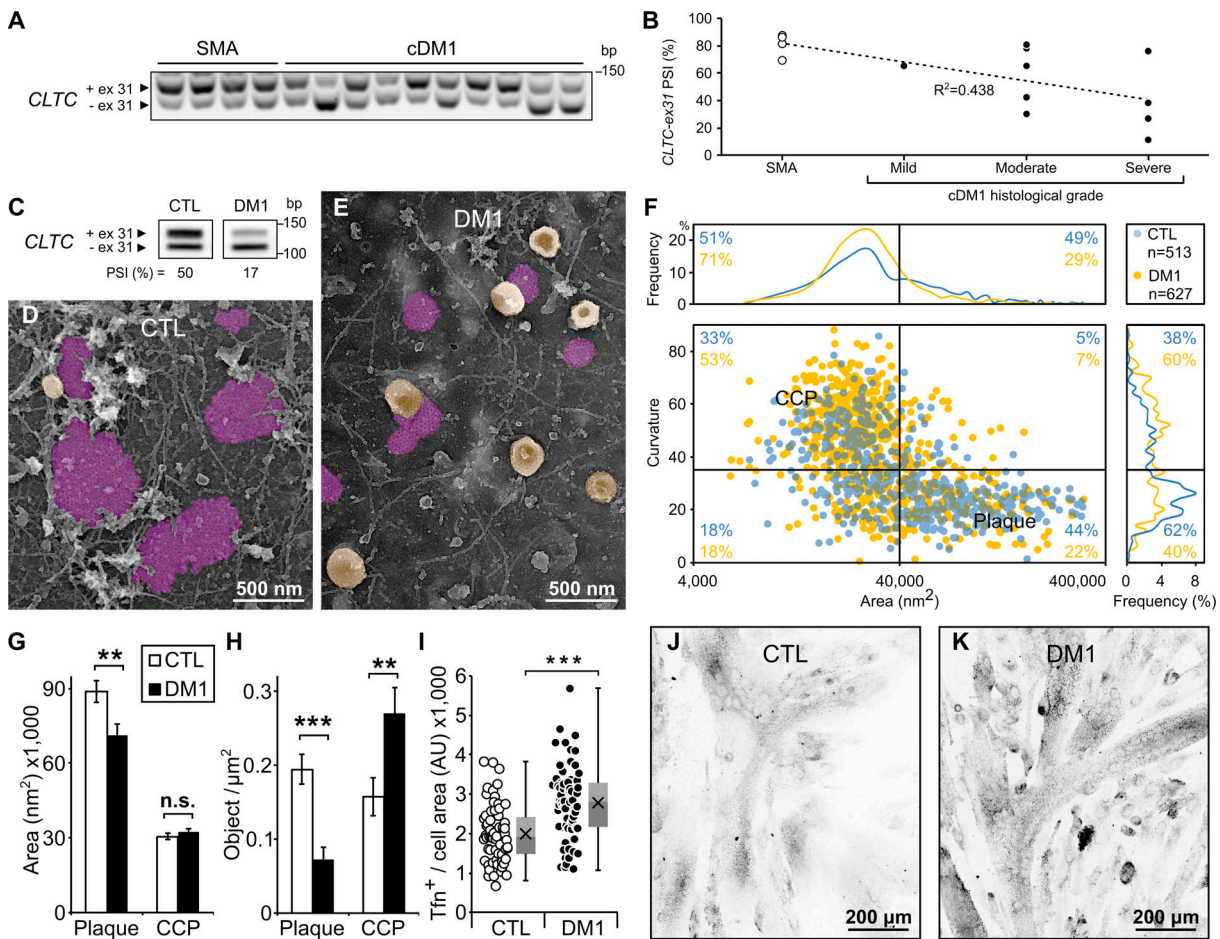 A
SMA cDM1 bp
150
CLTC + ex 31
- ex 31
B
CLTC-ex31 PSI (%)
100
80
60
40
20
0
R²=0.438
SMA Mild Moderate Severe
cDM1 histological grade
C
CTL DM1 bp
CLTC + ex 31 150
- ex 31 100
PSI (%) = 50 17
D CTL
500 nm
E DM1
500 nm
F
%
Frequency
20
10
0
51% 49%
71% 29%
CTL
n=513
DM1
n=627
Curvature
80
60
40
20
0
33% 5%
53% 7%
CCP
Plaque
18% 44%
18% 22%
4,000 40,000 400,000
Area (nm²)
38%
60%
62%
40%
0 4 8
Frequency (%)
G
**
CTL
DM1
Area (nm²) x1,000
90
60
30
0
n.s.
Plaque CCP
H
**
***
Object / µm²
0.3
0.2
0.1
0
Plaque CCP
I
***
Tfn⁺ / cell area (AU) x1,000
6
5
4
3
2
1
0
CTL DM1
J CTL
200 µm
K DM1
200 µm